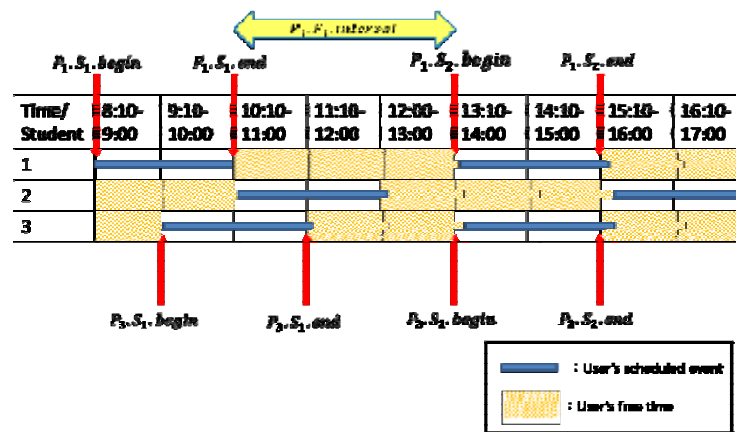 P₁.F₁.interval
P₁.S₁.begin P₁.S₁.end P₁.S₂.begin P₁.S₂.end
Time/ 8:10- 9:10- 10:10- 11:10- 12:00- 13:10- 14:10- 15:10- 16:10-
Student 9:00 10:00 11:00 12:00 13:00 14:00 15:00 16:00 17:00
1
2
3
P₃.S₁.begin P₃.S₁.end P₃.S₁.begin P₃.S₂.end
: User's scheduled event
: User's free time